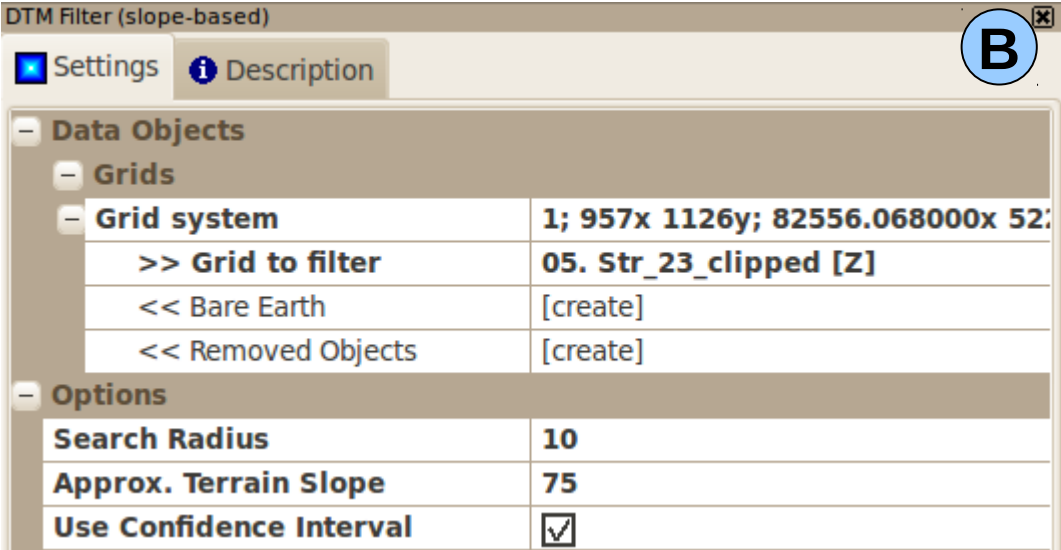 DTM Filter (slope-based)
B
Settings
Description
Data Objects
Grids
Grid system 1; 957x 1126y; 82556.068000x
>> Grid to filter 05. Str_23_clipped [Z]
<< Bare Earth [create]
<< Removed Objects [create]
Options
Search Radius 10
Approx. Terrain Slope 75
Use Confidence Interval